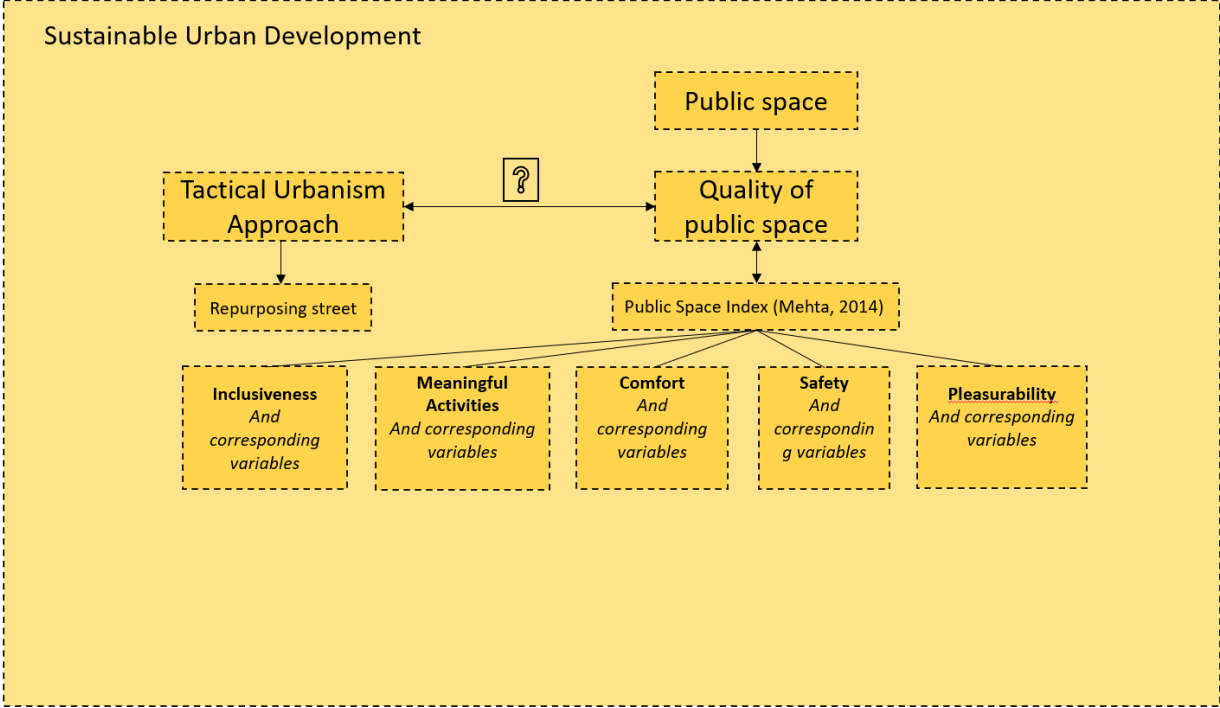 Sustainable Urban Development
Public space
?
Tactical Urbanism
Approach
Quality of
public space
Repurposing street
Public Space Index (Mehta, 2014)
Inclusiveness
And
corresponding
variables
Meaningful
Activities
And corresponding
variables
Comfort
And
corresponding
variables
Safety
And
correspondin
g variables
Pleasurability
And corresponding
variables